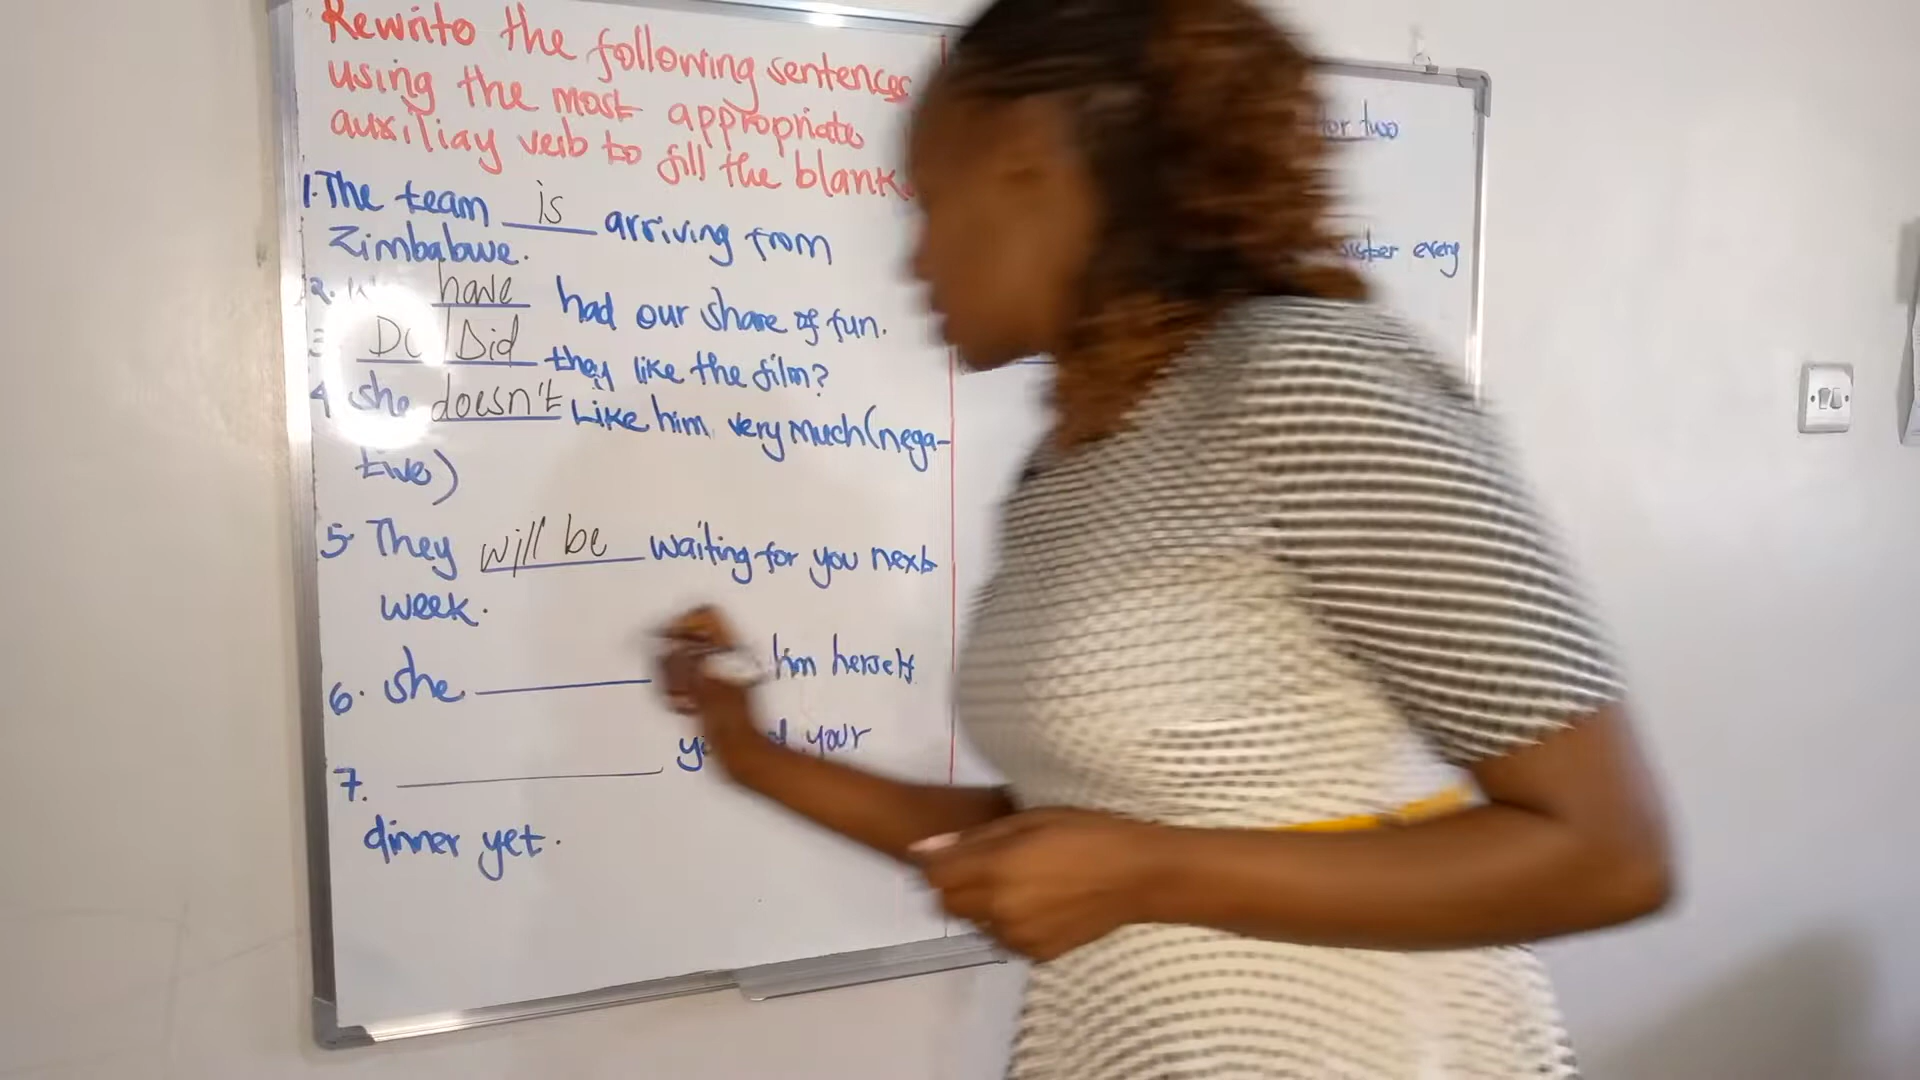 Rewrite the following sentences
using the most appropriate
auxiliay verb to fill the blank
1. The team is arriving from
Zimbabwe.
2. have had our share of fun.
3 Do/Did they like the film?
4 she doesn't Like him very much (nega-
tive)
5. They will be waiting for you next
week.
6. she him herself
7. your
dinner yet.
for two
sister every